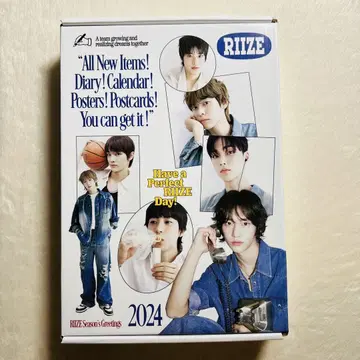 A team growing and
realizing dreams together
RIIZE
“All New Items!
Diary! Calendar!
Posters! Postcards!
You can get it!”
Have a
Perfect
RIIZE
Day!
RIIZE Season's Greetings
2024